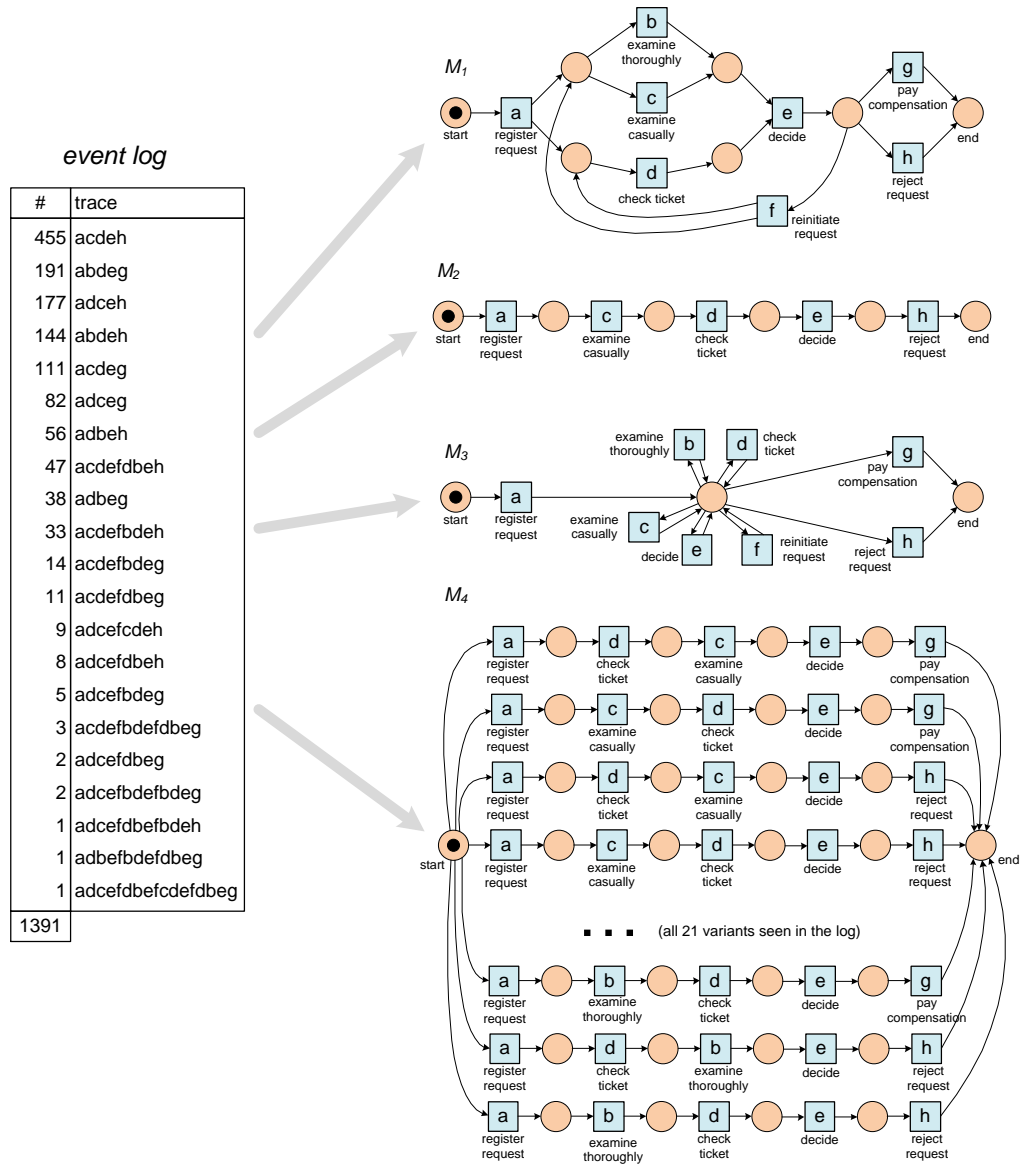 event log
# trace
455 acdeh
191 abdeg
177 adceh
144 abdeh
111 acdeg
82 adceg
56 adbeh
47 acdefdbeh
38 adbeg
33 acdefbdeh
14 acdefbdeg
11 acdefdbeg
9 adcefcdeh
8 adcefdbeh
5 adcefbdeg
3 acdefbdefdbeg
2 adcefdbeg
2 adcefbdefbdeg
1 adcefdbefbdeh
1 adbefbdefdbeg
1 adcefdbefcdefdbeg
1391
M1
start
a
register
request
b
examine
thoroughly
c
examine
casually
d
check ticket
e
decide
f
reinitiate
request
g
pay
compensation
h
reject
request
end
M2
start
a
register
request
c
examine
casually
d
check
ticket
e
decide
h
reject
request
end
M3
start
a
register
request
examine
thoroughly
b
d
check
ticket
examine
casually
c
decide
e
f
reinitiate
request
g
pay
compensation
reject
request
h
end
M4
start
a d c e g
register check examine decide pay
request ticket casually compensation
a c d e g
register examine check decide pay
request casually ticket compensation
a d c e h
register check examine decide reject
request ticket casually request
a c d e h
register examine check decide reject
request casually ticket request
end
(all 21 variants seen in the log)
a b d e g
register examine check decide pay
request thoroughly ticket compensation
a d b e h
register check examine decide reject
request ticket thoroughly request
a b d e h
register examine check decide reject
request thoroughly ticket request